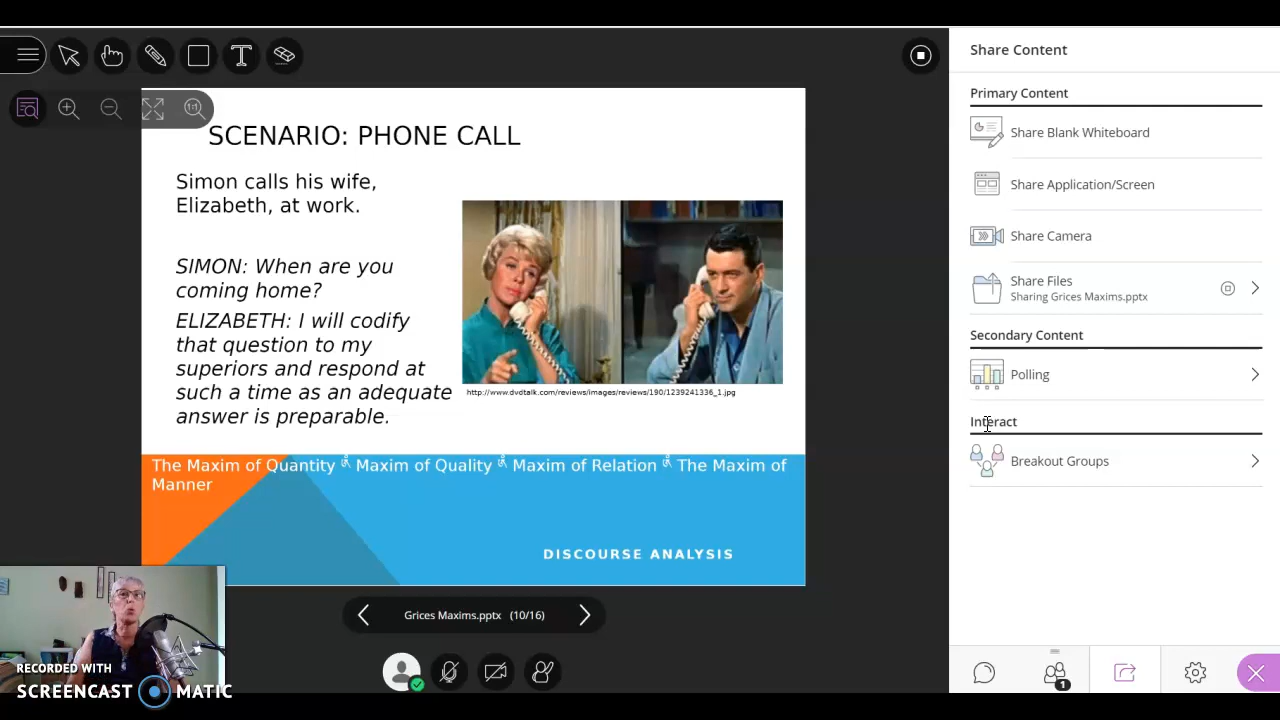 Share Content
T
1:1
SCENARIO: PHONE CALL
Simon calls his wife,
Elizabeth, at work.
SIMON: When are you
coming home?
ELIZABETH: I will codify
that question to my
superiors and respond at
such a time as an adequate
answer is preparable.
http://www.dvdtalk.com/reviews/images/reviews/190/1239241336_1.jpg
The Maxim of Quantity Maxim of Quality Maxim of Relation The Maxim of
Manner
DISCOURSE ANALYSIS
Grices Maxims.pptx (10/16)
RECORDED WITH
SCREENCAST MATIC
Primary Content
Share Blank Whiteboard
Share Application/Screen
Share Camera
Share Files
Sharing Grices Maxims.pptx
Secondary Content
Polling
Interact
Breakout Groups
1